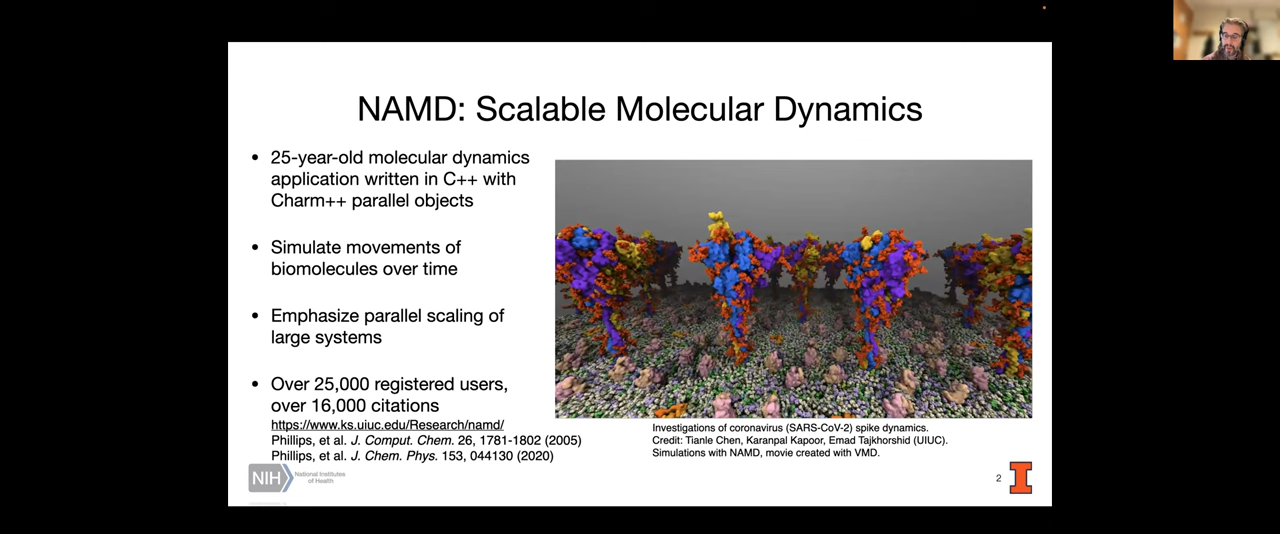 NAMD: Scalable Molecular Dynamics
• 25-year-old molecular dynamics
application written in C++ with
Charm++ parallel objects
• Simulate movements of
biomolecules over time
• Emphasize parallel scaling of
large systems
• Over 25,000 registered users,
over 16,000 citations
https://www.ks.uiuc.edu/Research/namd/
Phillips, et al. J. Comput. Chem. 26, 1781-1802 (2005)
Phillips, et al. J. Chem. Phys. 153, 044130 (2020)
Investigations of coronavirus (SARS-CoV-2) spike dynamics.
Credit: Tianle Chen, Karanpal Kapoor, Emad Tajkhorshid (UIUC).
Simulations with NAMD, movie created with VMD.
NIH
National Institutes
of Health
2
I